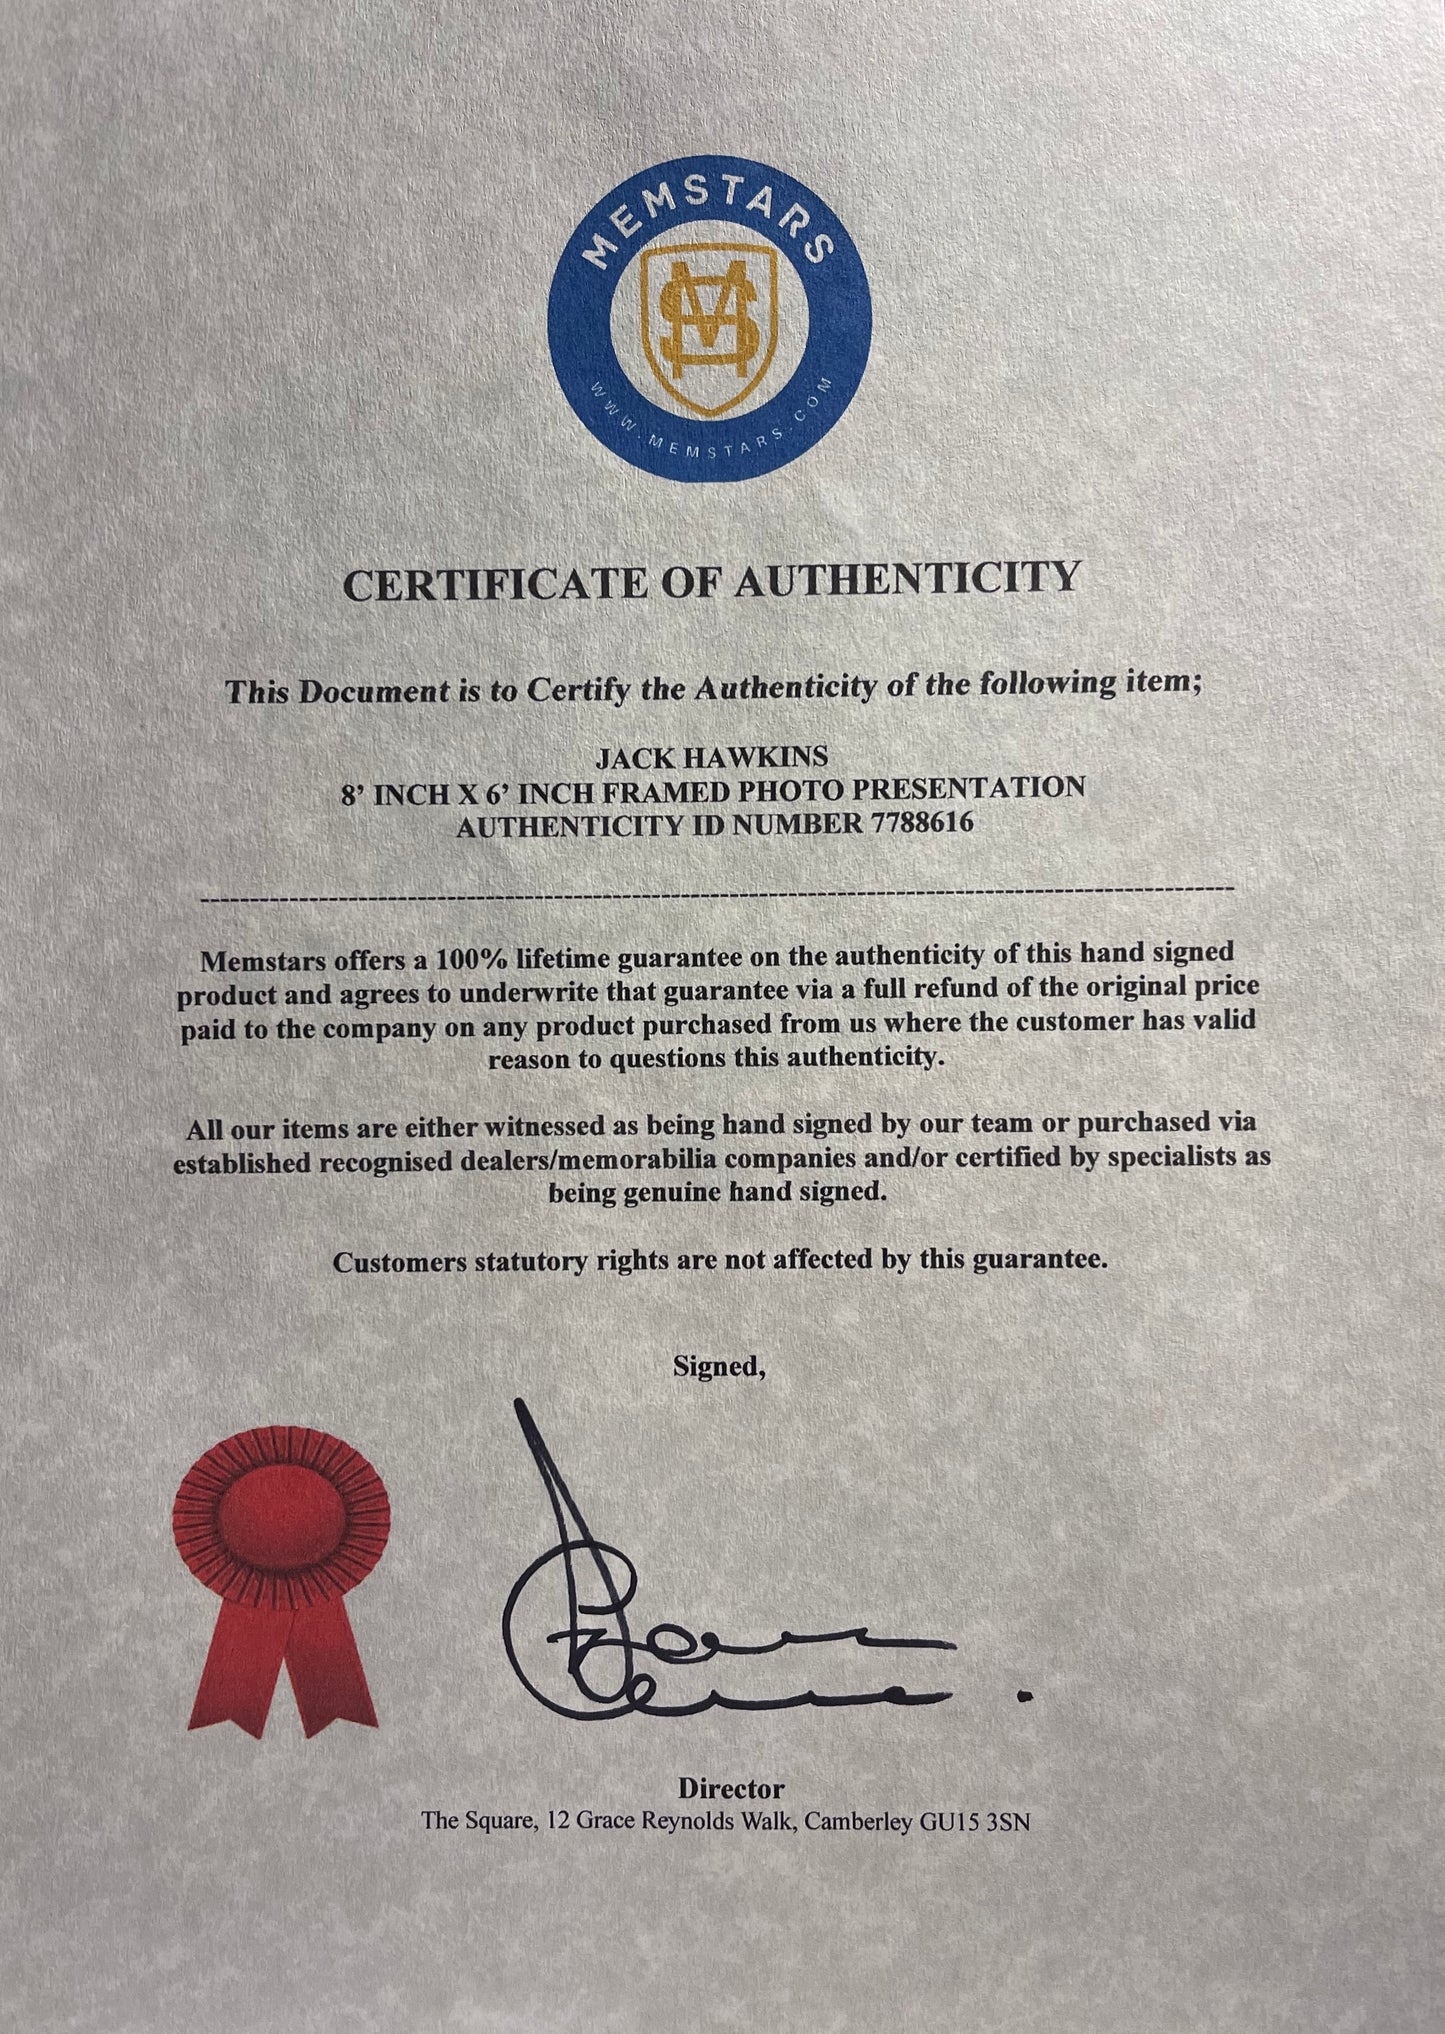 MEMSTARS
MS
WWW.MEMSTARS.COM
CERTIFICATE OF AUTHENTICITY
This Document is to Certify the Authenticity of the following item;
JACK HAWKINS
8’ INCH X 6’ INCH FRAMED PHOTO PRESENTATION
AUTHENTICITY ID NUMBER 7788616
Memstars offers a 100% lifetime guarantee on the authenticity of this hand signed
product and agrees to underwrite that guarantee via a full refund of the original price
paid to the company on any product purchased from us where the customer has valid
reason to questions this authenticity.
All our items are either witnessed as being hand signed by our team or purchased via
established recognised dealers/memorabilia companies and/or certified by specialists as
being genuine hand signed.
Customers statutory rights are not affected by this guarantee.
Signed,
Director
The Square, 12 Grace Reynolds Walk, Camberley GU15 3SN